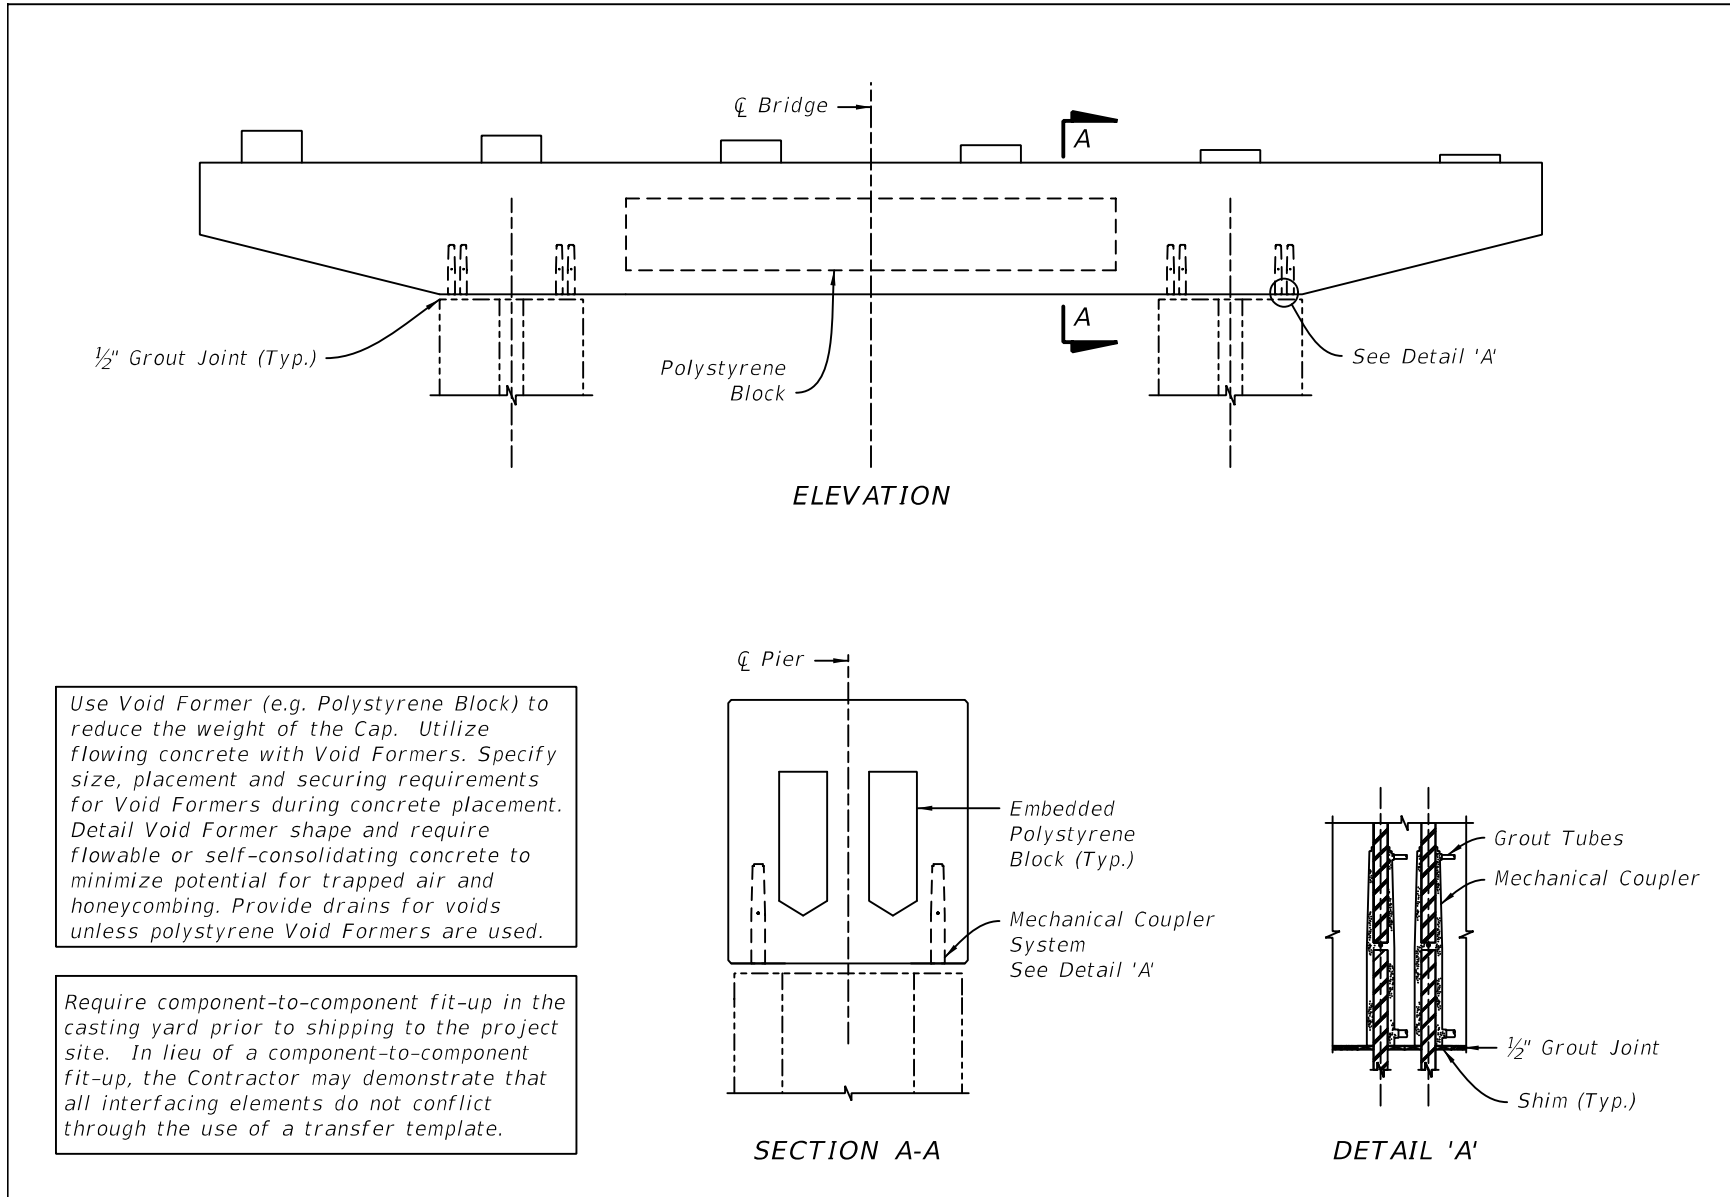 ℄ Bridge
A
½" Grout Joint (Typ.)
Polystyrene
Block
A
See Detail 'A'
ELEVATION
Use Void Former (e.g. Polystyrene Block) to
reduce the weight of the Cap. Utilize
flowing concrete with Void Formers. Specify
size, placement and securing requirements
for Void Formers during concrete placement.
Detail Void Former shape and require
flowable or self-consolidating concrete to
minimize potential for trapped air and
honeycombing. Provide drains for voids
unless polystyrene Void Formers are used.
Require component-to-component fit-up in the
casting yard prior to shipping to the project
site. In lieu of a component-to-component
fit-up, the Contractor may demonstrate that
all interfacing elements do not conflict
through the use of a transfer template.
℄ Pier
Embedded
Polystyrene
Block (Typ.)
Mechanical Coupler
System
See Detail 'A'
SECTION A-A
Grout Tubes
Mechanical Coupler
½" Grout Joint
Shim (Typ.)
DETAIL 'A'